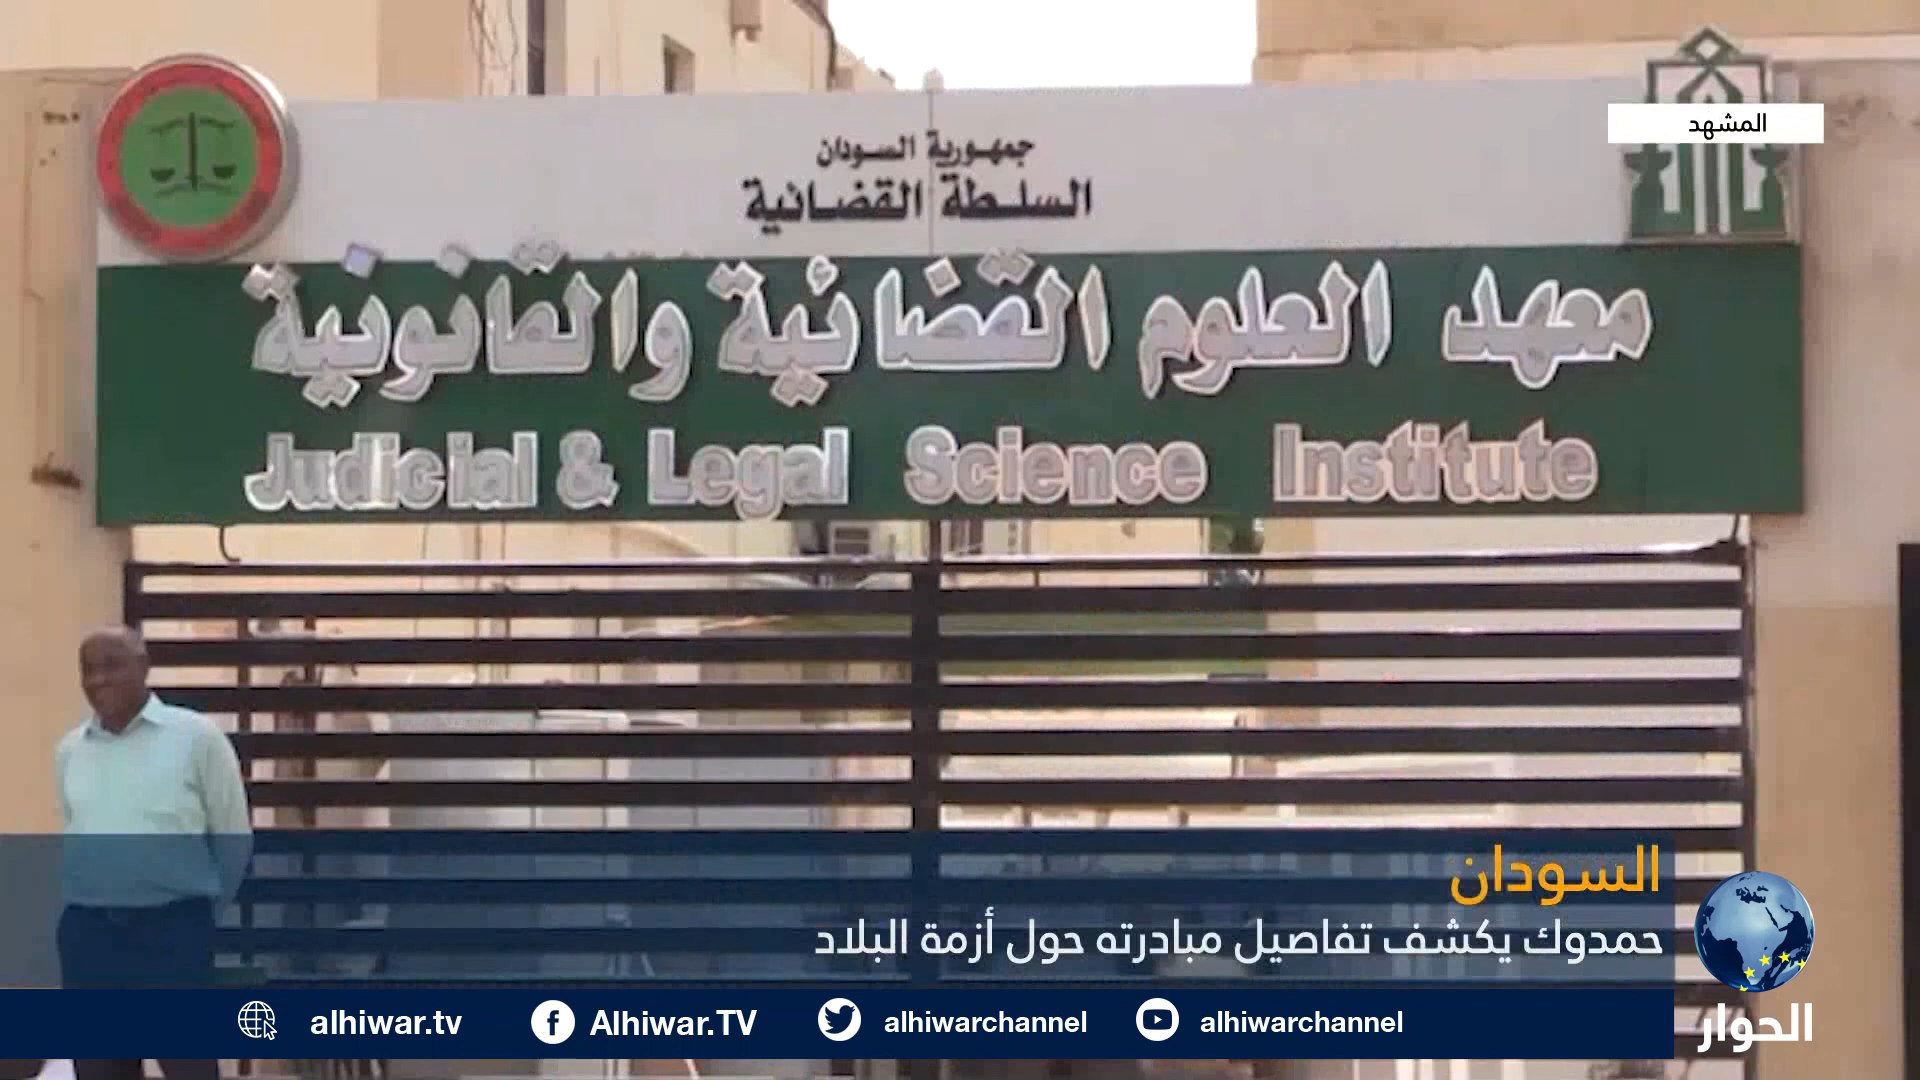 المشهد
جمهورية السودان
السلطة القضائية
معهد العلوم القضائية والقانونية
Judicial & Legal Science Institute
السودان
حمدوك يكشف تفاصيل مبادرته حول أزمة البلاد
alhiwar.tv Alhiwar.TV alhiwarchannel alhiwarchannel
الحوار